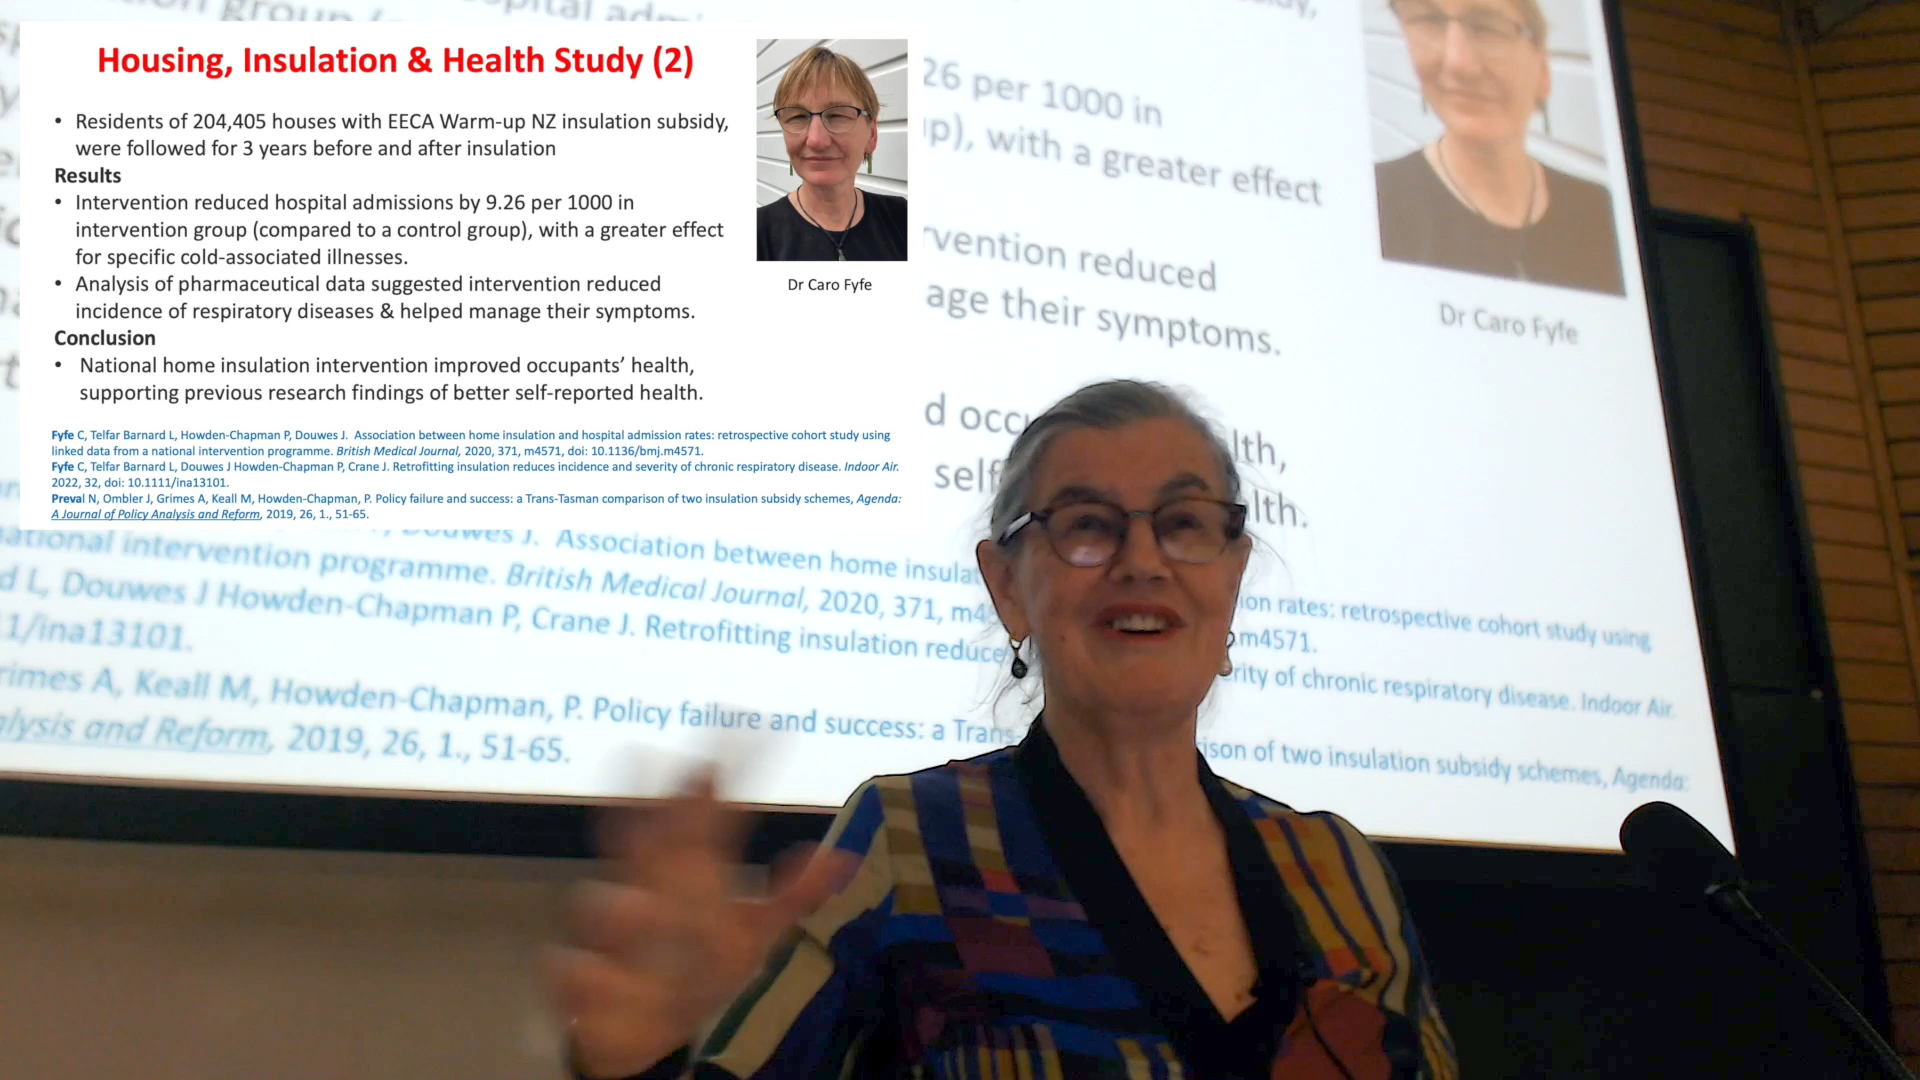 Housing, Insulation & Health Study (2)
• Residents of 204,405 houses with EECA Warm-up NZ insulation subsidy,
were followed for 3 years before and after insulation
Results
• Intervention reduced hospital admissions by 9.26 per 1000 in
intervention group (compared to a control group), with a greater effect
for specific cold-associated illnesses.
• Analysis of pharmaceutical data suggested intervention reduced
incidence of respiratory diseases & helped manage their symptoms.
Conclusion
• National home insulation intervention improved occupants’ health,
supporting previous research findings of better self-reported health.
Dr Caro Fyfe
Fyfe C, Telfar Barnard L, Howden-Chapman P, Douwes J. Association between home insulation and hospital admission rates: retrospective cohort study using
linked data from a national intervention programme. British Medical Journal, 2020, 371, m4571, doi: 10.1136/bmj.m4571.
Fyfe C, Telfar Barnard L, Douwes J Howden-Chapman P, Crane J. Retrofitting insulation reduces incidence and severity of chronic respiratory disease. Indoor Air.
2022, 32, doi: 10.1111/ina13101.
Preval N, Ombler J, Grimes A, Keall M, Howden-Chapman, P. Policy failure and success: a Trans-Tasman comparison of two insulation subsidy schemes, Agenda:
A Journal of Policy Analysis and Reform, 2019, 26, 1., 51-65.
26 per 1000 in
up), with a greater effect
rvention reduced
age their symptoms.
Dr Caro Fyfe
d occu lth,
self lth.
Douwes J. Association between home insulat ion rates: retrospective cohort study using
national intervention programme. British Medical Journal, 2020, 371, m4 m4571.
d L, Douwes J Howden-Chapman P, Crane J. Retrofitting insulation reduce rity of chronic respiratory disease. Indoor Air.
1/ina13101.
rimes A, Keall M, Howden-Chapman, P. Policy failure and success: a Trans- ison of two insulation subsidy schemes, Agenda:
alysis and Reform, 2019, 26, 1., 51-65.